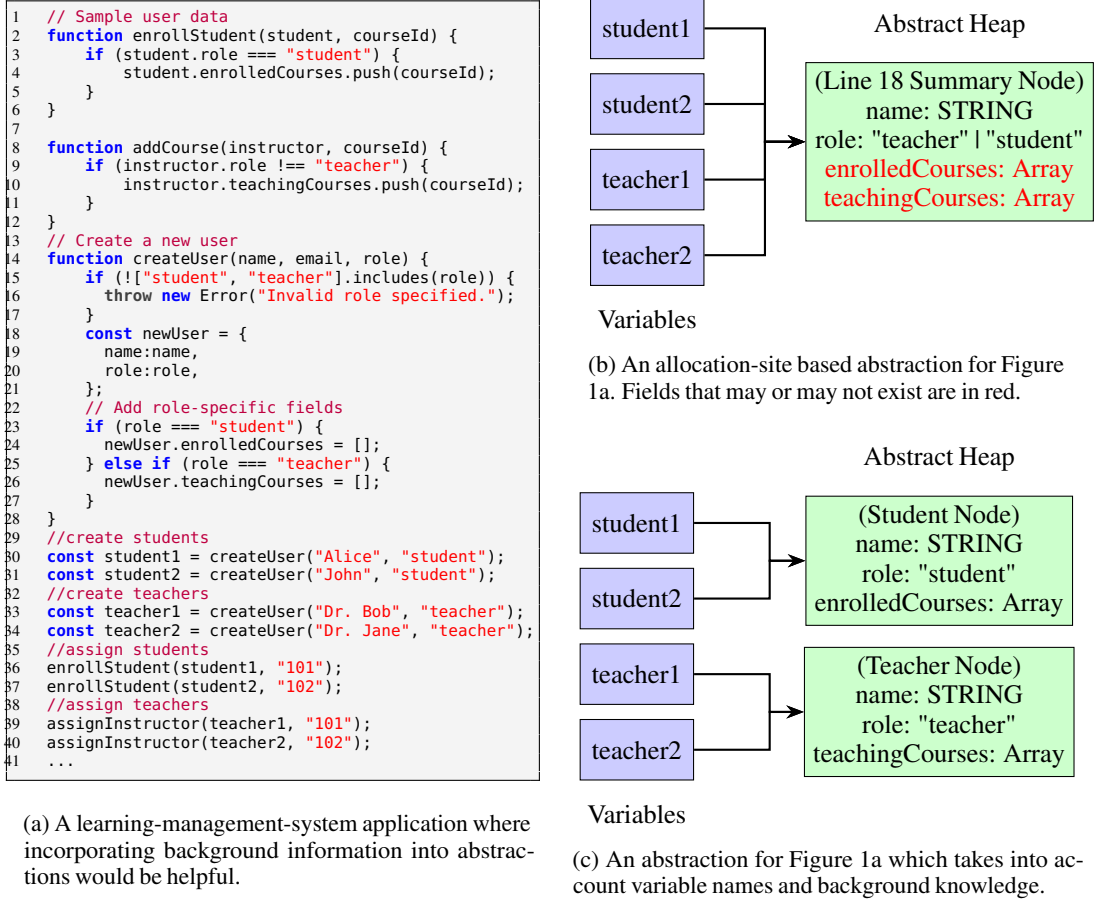 1 // Sample user data
2 function enrollStudent(student, courseId) {
3 if (student.role === "student") {
4 student.enrolledCourses.push(courseId);
5 }
6 }
7
8 function addCourse(instructor, courseId) {
9 if (instructor.role !== "teacher") {
10 instructor.teachingCourses.push(courseId);
11 }
12 }
13 // Create a new user
14 function createUser(name, email, role) {
15 if (!["student", "teacher"].includes(role)) {
16 throw new Error("Invalid role specified.");
17 }
18 const newUser = {
19 name:name,
20 role:role,
21 };
22 // Add role-specific fields
23 if (role === "student") {
24 newUser.enrolledCourses = [];
25 } else if (role === "teacher") {
26 newUser.teachingCourses = [];
27 }
28 }
29 //create students
30 const student1 = createUser("Alice", "student");
31 const student2 = createUser("John", "student");
32 //create teachers
33 const teacher1 = createUser("Dr. Bob", "teacher");
34 const teacher2 = createUser("Dr. Jane", "teacher");
35 //assign students
36 enrollStudent(student1, "101");
37 enrollStudent(student2, "102");
38 //assign teachers
39 assignInstructor(teacher1, "101");
40 assignInstructor(teacher2, "102");
41 ...
(a) A learning-management-system application where
incorporating background information into abstrac-
tions would be helpful.
student1
student2
teacher1
teacher2
Variables
Abstract Heap
(Line 18 Summary Node)
name: STRING
role: "teacher" | "student"
enrolledCourses: Array
teachingCourses: Array
(b) An allocation-site based abstraction for Figure
1a. Fields that may or may not exist are in red.
Abstract Heap
student1
student2
teacher1
teacher2
Variables
(Student Node)
name: STRING
role: "student"
enrolledCourses: Array
(Teacher Node)
name: STRING
role: "teacher"
teachingCourses: Array
(c) An abstraction for Figure 1a which takes into ac-
count variable names and background knowledge.